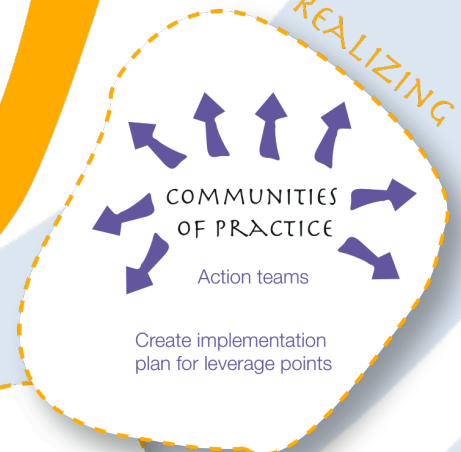 REALIZING
COMMUNITIES
OF PRACTICE
Action teams
Create implementation
plan for leverage points